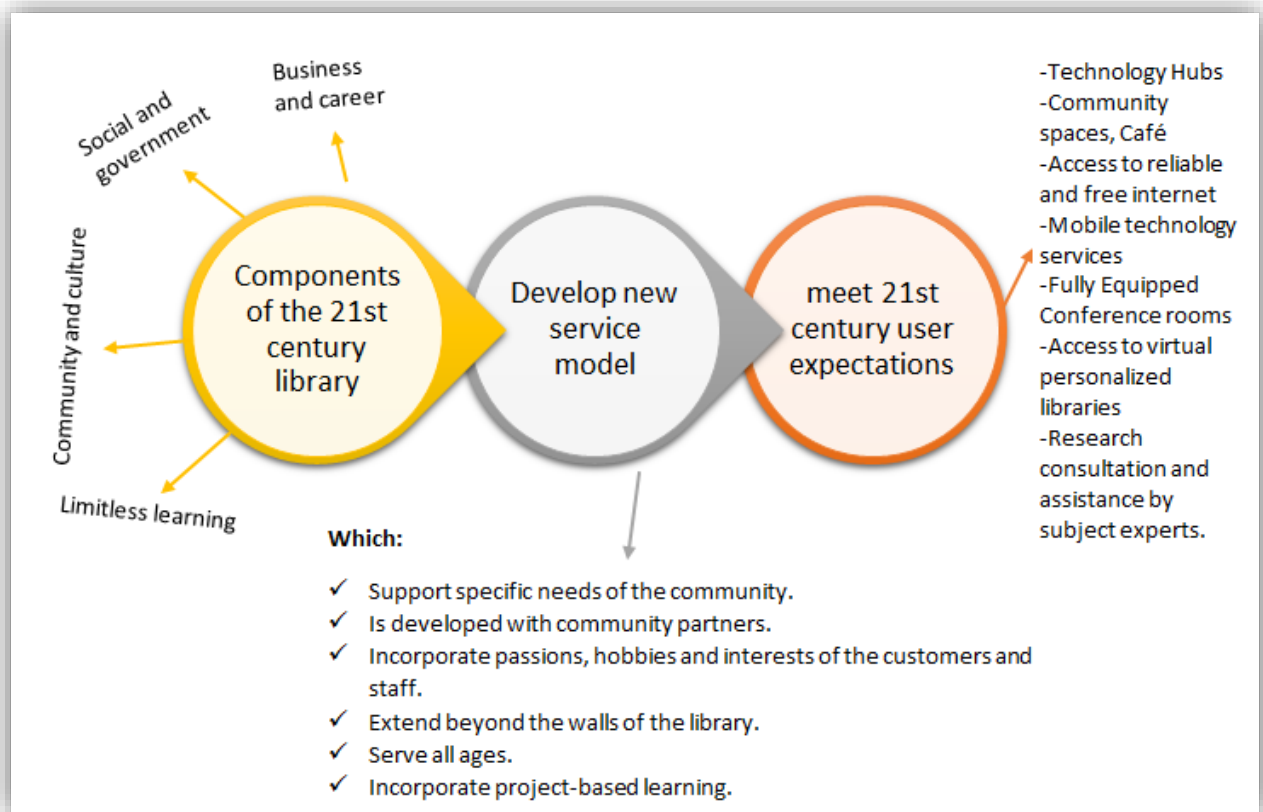 Business
and career
Social and
government
Community and culture
Limitless learning
Components
of the 21st
century
library
Develop new
service
model
meet 21st
century user
expectations
-Technology Hubs
-Community
spaces, Café
-Access to reliable
and free internet
-Mobile technology
services
-Fully Equipped
Conference rooms
-Access to virtual
personalized
libraries
-Research
consultation and
assistance by
subject experts.
Which:
✓ Support specific needs of the community.
✓ Is developed with community partners.
✓ Incorporate passions, hobbies and interests of the customers and
staff.
✓ Extend beyond the walls of the library.
✓ Serve all ages.
✓ Incorporate project-based learning.